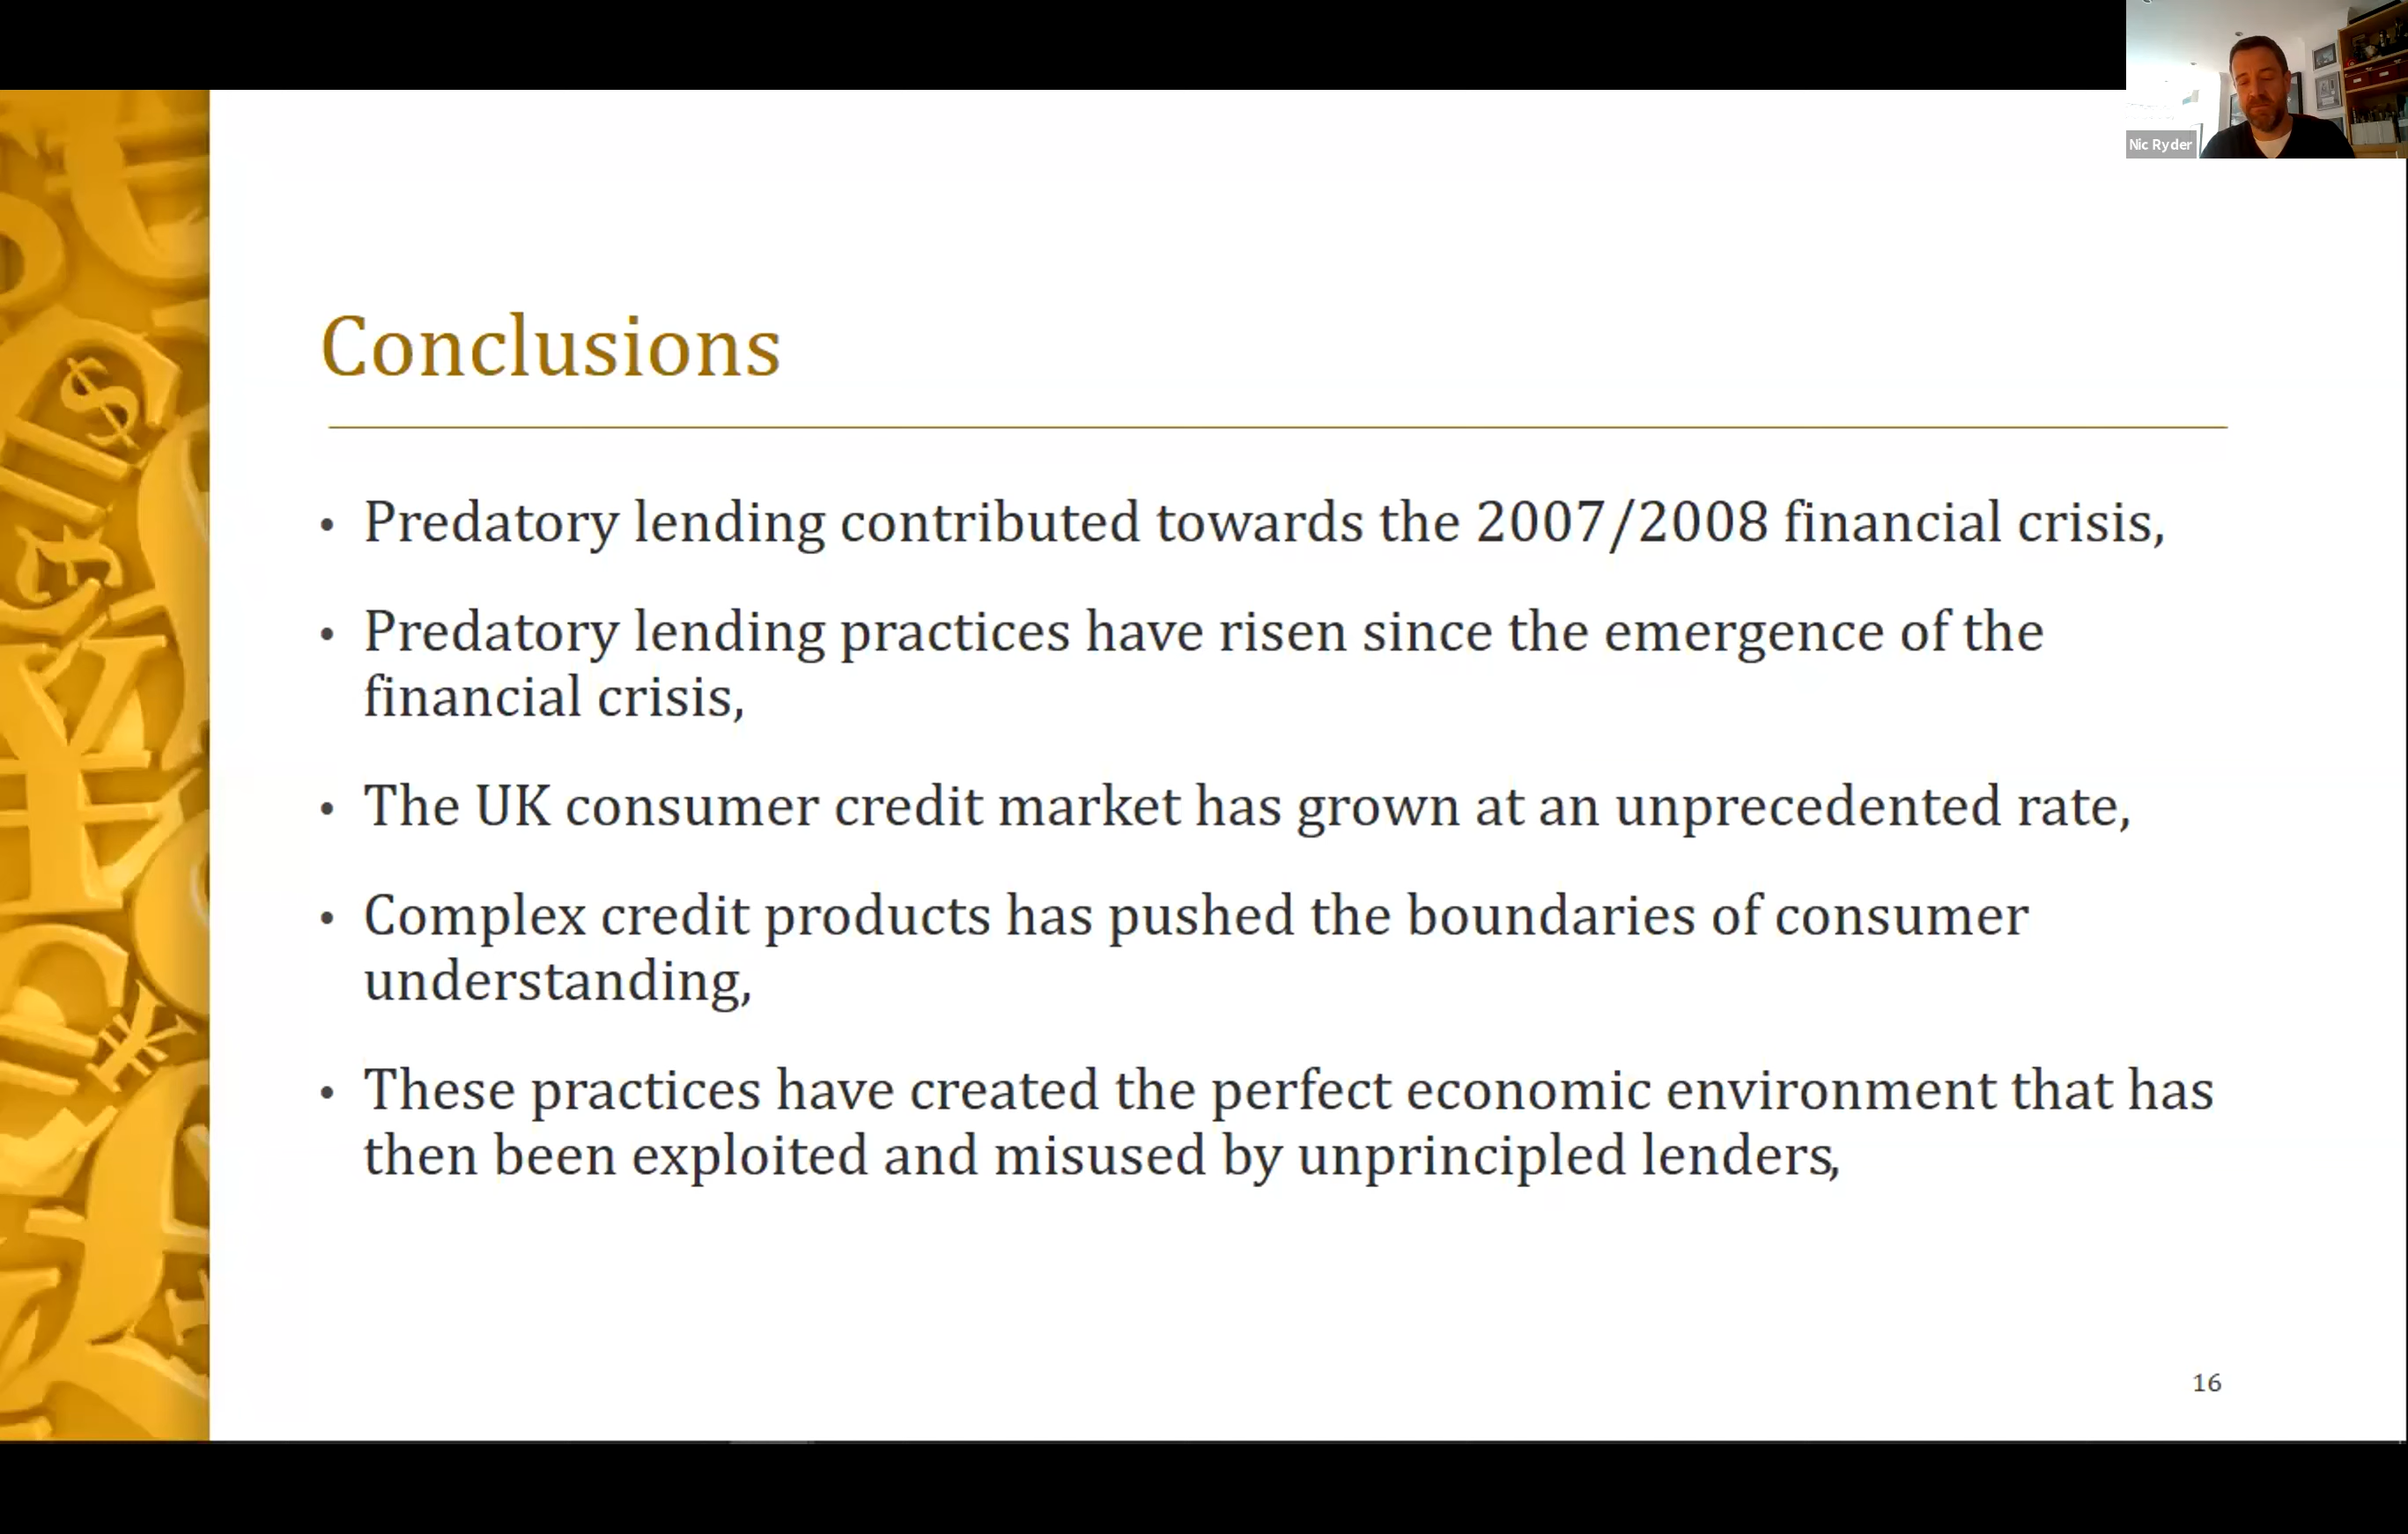 Nic Ryder
Conclusions
• Predatory lending contributed towards the 2007/2008 financial crisis,
• Predatory lending practices have risen since the emergence of the
financial crisis,
• The UK consumer credit market has grown at an unprecedented rate,
• Complex credit products has pushed the boundaries of consumer
understanding,
• These practices have created the perfect economic environment that has
then been exploited and misused by unprincipled lenders,
16